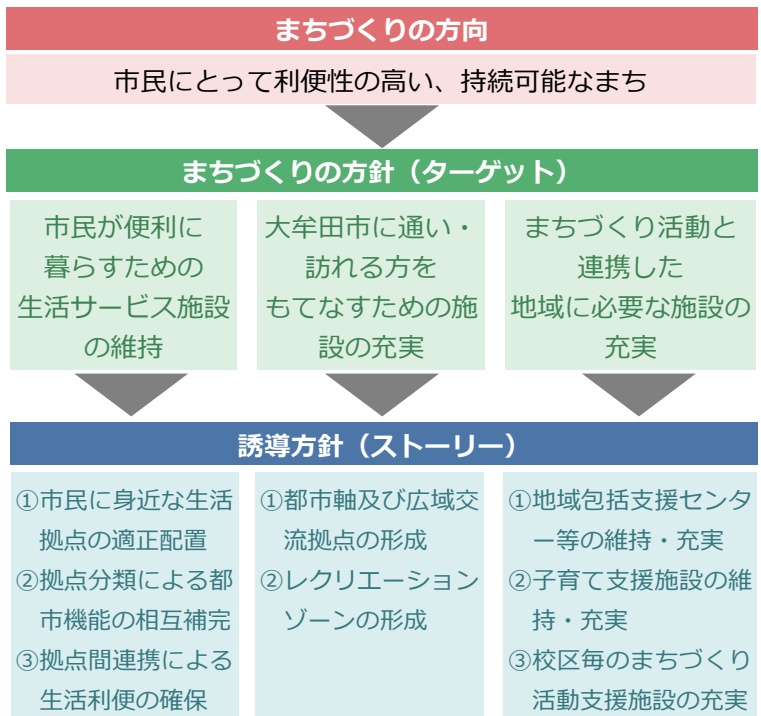 まちづくりの方向
市民にとって利便性の高い、持続可能なまち
まちづくりの方針（ターゲット）
市民が便利に
暮らすための
生活サービス施設
の維持
大牟田市に通い・
訪れる方を
もてなすための施
設の充実
まちづくり活動と
連携した
地域に必要な施設の
充実
誘導方針（ストーリー）
①市民に身近な生活
拠点の適正配置
②拠点分類による都
市機能の相互補完
③拠点間連携による
生活利便の確保
①都市軸及び広域交
流拠点の形成
②レクリエーション
ゾーンの形成
①地域包括支援センタ
ー等の維持・充実
②子育て支援施設の維
持・充実
③校区毎のまちづくり
活動支援施設の充実